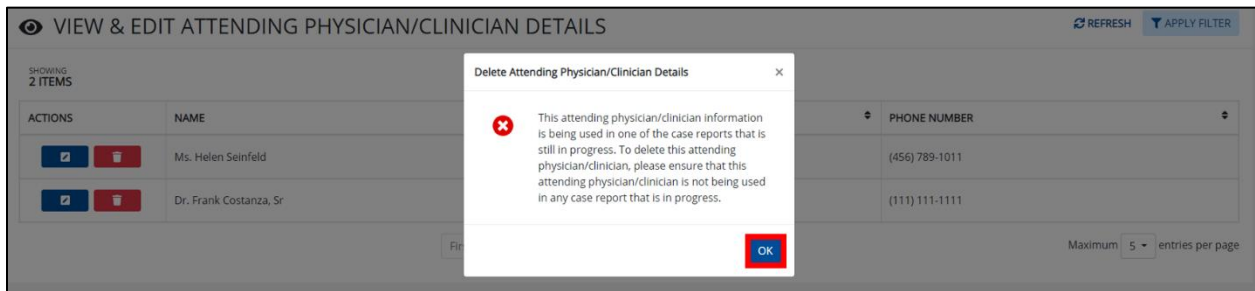 VIEW & EDIT ATTENDING PHYSICIAN/CLINICIAN DETAILS
REFRESH
APPLY FILTER
SHOWING
2 ITEMS
Delete Attending Physician/Clinician Details ×
This attending physician/clinician information
is being used in one of the case reports that is
still in progress. To delete this attending
physician/clinician, please ensure that this
attending physician/clinician is not being used
in any case report that is in progress.
OK
ACTIONS NAME PHONE NUMBER
Ms. Helen Seinfeld (456) 789-1011
Dr. Frank Costanza, Sr (111) 111-1111
Maximum 5 entries per page